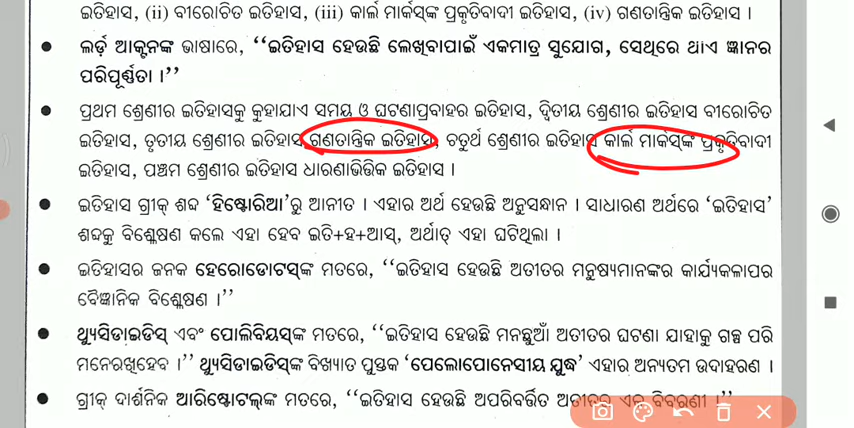 ଇତିହାସ, (ii) ବୀରୋଚିତ ଇତିହାସ, (iii) କାର୍ଲ ମାର୍କସ୍‌ଙ୍କ ପ୍ରକୃତିବାଦୀ ଇତିହାସ, (iv) ଗଣତାନ୍ତ୍ରିକ ଇତିହାସ ।
• ଲର୍ଡ଼ ଆକ୍ଟନଙ୍କ ଭାଷାରେ, ‘‘ଇତିହାସ ହେଉଛି ଲେଖିବାପାଇଁ ଏକମାତ୍ର ସୁଯୋଗ, ସେଥିରେ ଥାଏ ଜ୍ଞାନର
ପରିପୂର୍ଣ୍ଣତା ।’’
• ପ୍ରଥମ ଶ୍ରେଣୀର ଇତିହାସକୁ କୁହାଯାଏ ସମୟ ଓ ଘଟଣାପ୍ରବାହର ଇତିହାସ, ଦ୍ୱିତୀୟ ଶ୍ରେଣୀର ଇତିହାସ ବୀରୋଚିତ
ଇତିହାସ, ତୃତୀୟ ଶ୍ରେଣୀର ଇତିହାସ ଗଣତାନ୍ତ୍ରିକ ଇତିହାସ, ଚତୁର୍ଥ ଶ୍ରେଣୀର ଇତିହାସ କାର୍ଲ ମାର୍କସ୍‌ଙ୍କ ପ୍ରକୃତିବାଦୀ
ଇତିହାସ, ପଞ୍ଚମ ଶ୍ରେଣୀର ଇତିହାସ ଧାରଣାଭିତ୍ତିକ ଇତିହାସ ।
• ଇତିହାସ ଗ୍ରୀକ୍ ଶବ୍ଦ ‘ହିଷ୍ଟୋରିଆ’ରୁ ଆନୀତ । ଏହାର ଅର୍ଥ ହେଉଛି ଅନୁସନ୍ଧାନ । ସାଧାରଣ ଅର୍ଥରେ ‘ଇତିହାସ’
ଶବ୍ଦକୁ ବିଶ୍ଳେଷଣ କଲେ ଏହା ହେବ ଇତି+ହ+ଆସ୍, ଅର୍ଥାତ୍ ଏହା ଘଟିଥିଲା ।
• ଇତିହାସର ଜନକ ହେରୋଡୋଟସ୍‌ଙ୍କ ମତରେ, ‘‘ଇତିହାସ ହେଉଛି ଅତୀତର ମନୁଷ୍ୟମାନଙ୍କର କାର୍ଯ୍ୟକଳାପର
ବୈଜ୍ଞାନିକ ବିଶ୍ଳେଷଣ ।’’
• ଥ୍ୟୁସିଡାଇଡିସ୍ ଏବଂ ପୋଲିବିୟସ୍‌ଙ୍କ ମତରେ, ‘‘ଇତିହାସ ହେଉଛି ମନଛୁଆଁ ଅତୀତର ଘଟଣା ଯାହାକୁ ଗଳ୍ପ ପରି
ମନେରଖିହେବ ।’’ ଥ୍ୟୁସିଡାଇଡିସ୍‌ଙ୍କ ବିଖ୍ୟାତ ପୁସ୍ତକ ‘ପେଲୋପୋନେସୀୟ ଯୁଦ୍ଧ’ ଏହାର ଅନ୍ୟତମ ଉଦାହରଣ ।
• ଗ୍ରୀକ୍ ଦାର୍ଶନିକ ଆରିଷ୍ଟୋଟଲ୍‌ଙ୍କ ମତରେ, ‘‘ଇତିହାସ ହେଉଛି ଅପରିବର୍ତ୍ତିତ ଅତୀତର ଏକ ବିବରଣୀ ।’’